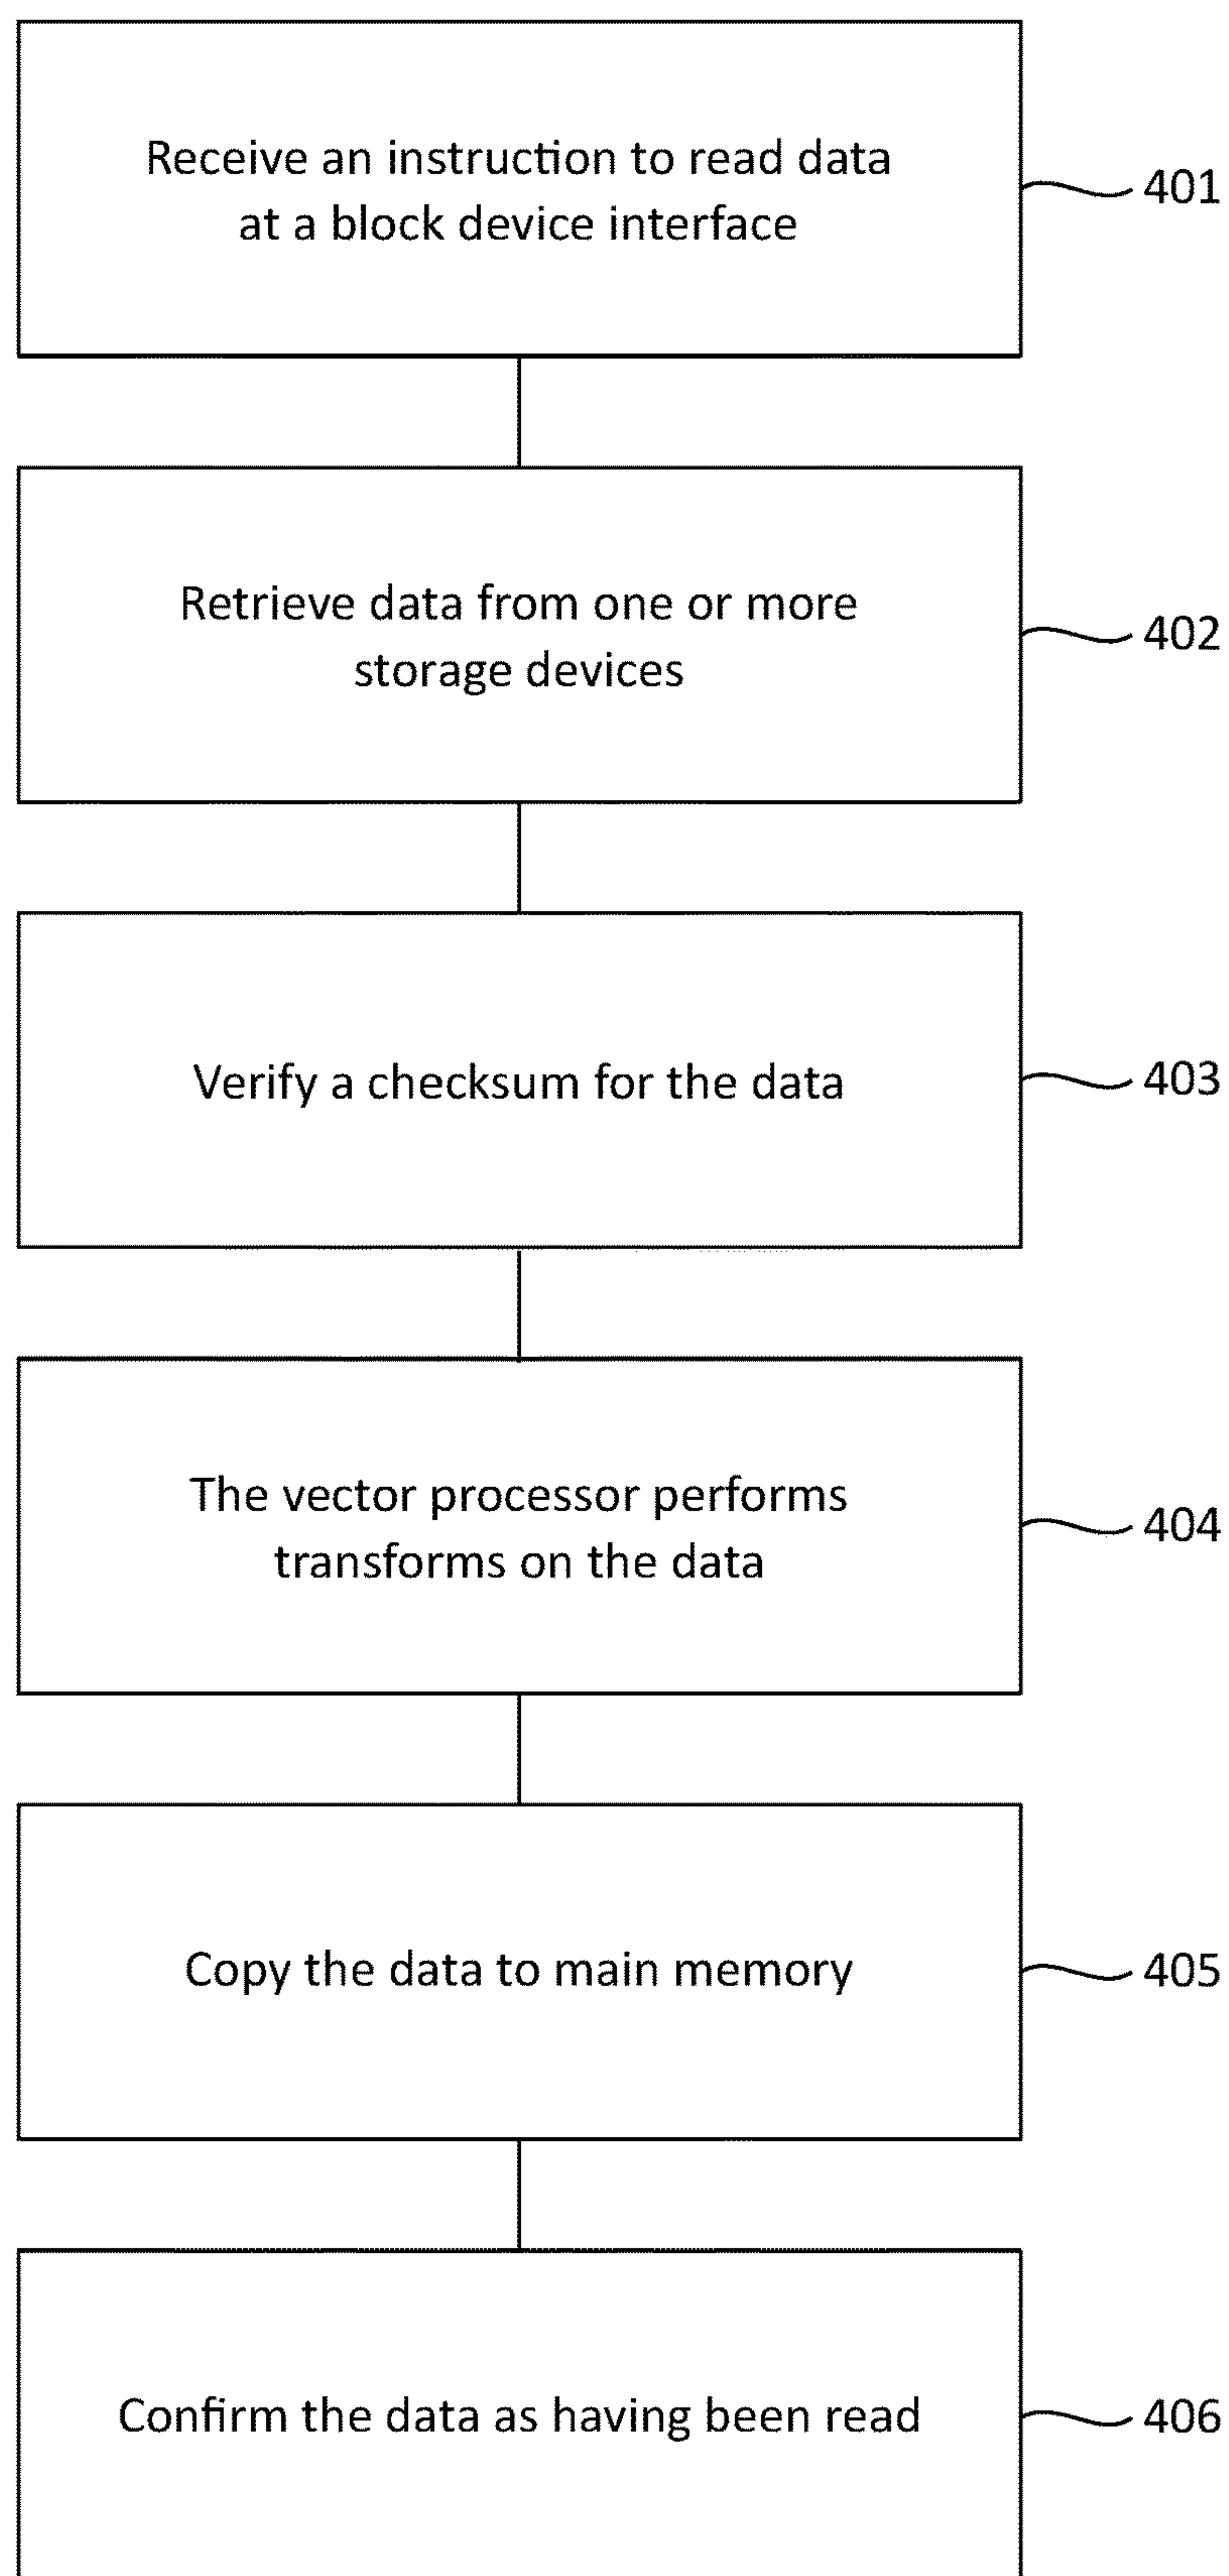 Receive an instruction to read data
at a block device interface
401
Retrieve data from one or more
storage devices
402
Verify a checksum for the data
403
The vector processor performs
transforms on the data
404
Copy the data to main memory
405
Confirm the data as having been read
406